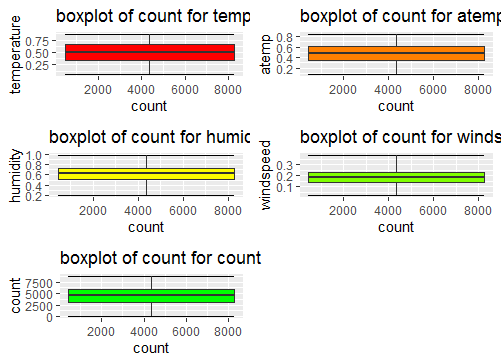 boxplot of count for temp
temperature
0.75
0.50
0.25
2000 4000 6000 8000
count
boxplot of count for atemp
atemp
0.8
0.6
0.4
0.2
2000 4000 6000 8000
count
boxplot of count for humid
humidity
1.0
0.8
0.6
0.4
0.2
2000 4000 6000 8000
count
boxplot of count for winds
windspeed
0.3
0.2
0.1
2000 4000 6000 8000
count
boxplot of count for count
count
7500
5000
2500
0
2000 4000 6000 8000
count